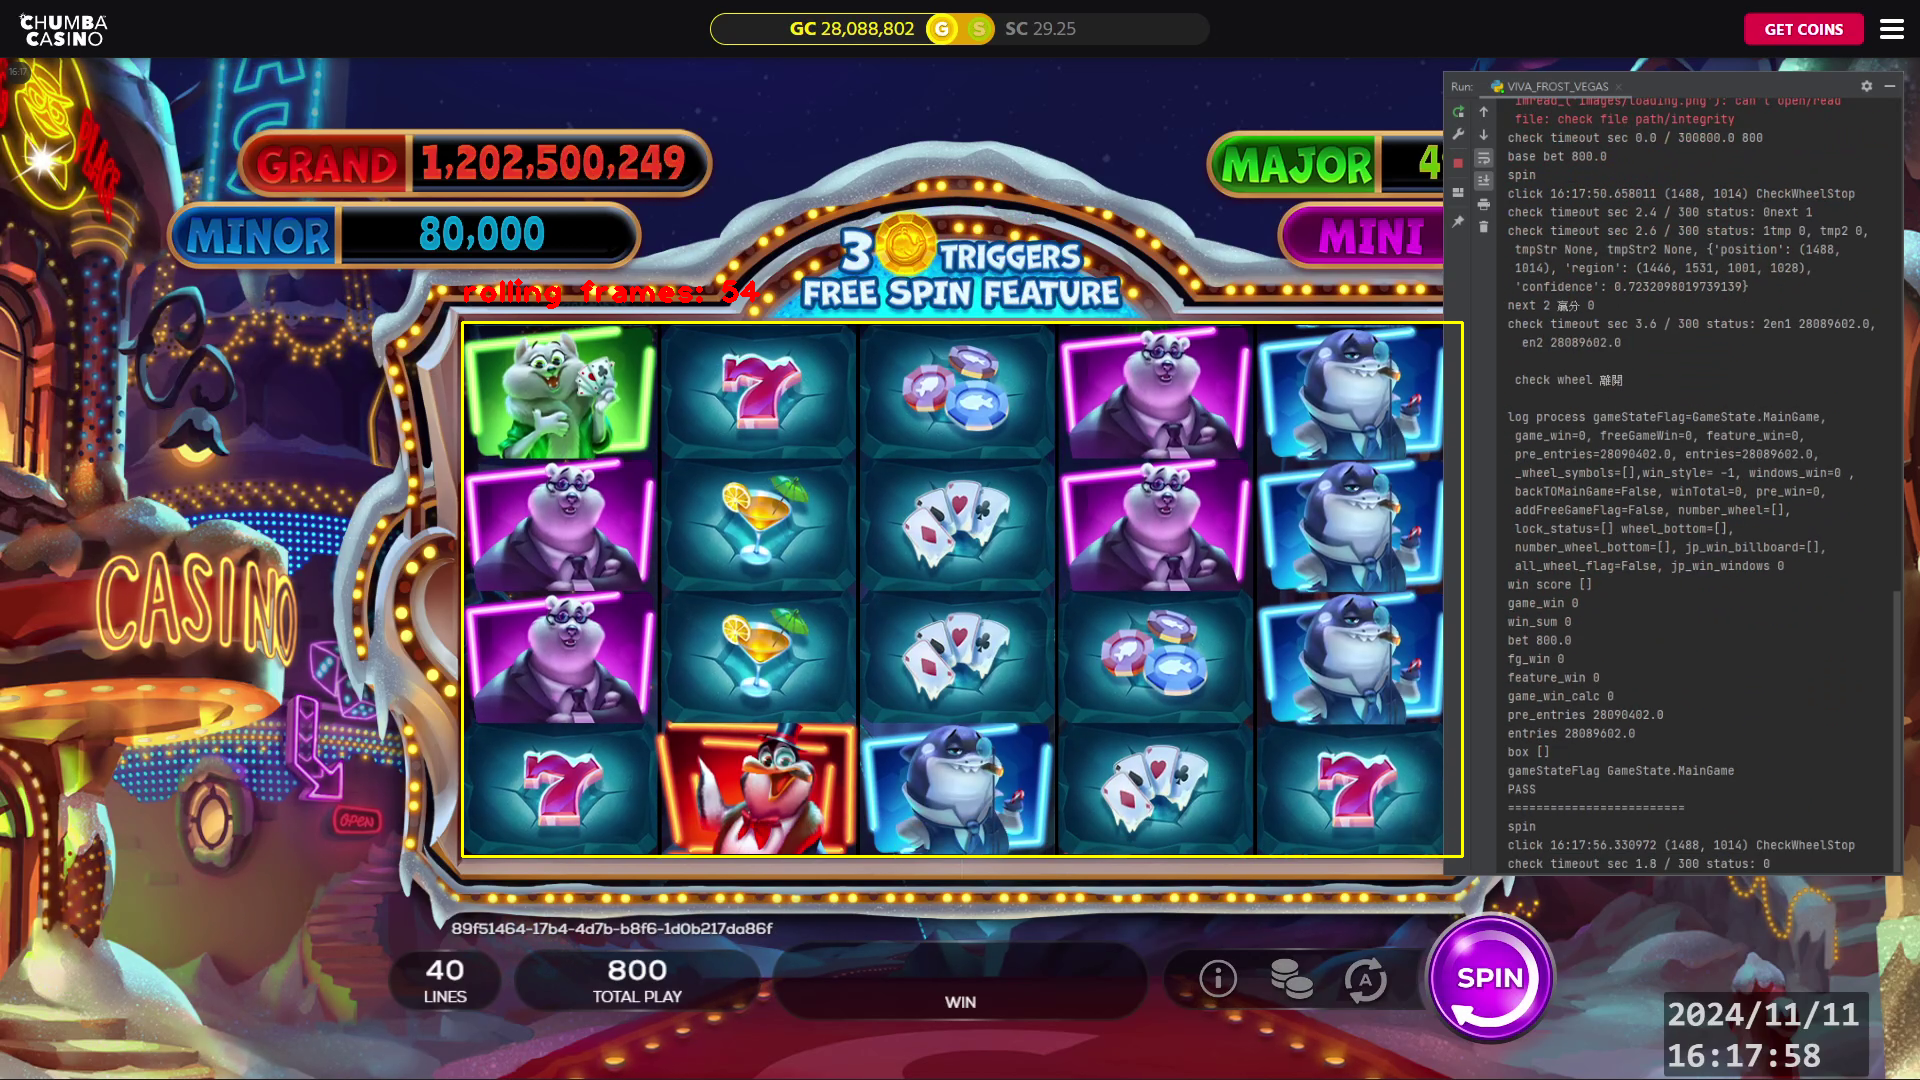 CHUMBA CASINO
GC 28,088,802 G S SC 29.25
GET COINS
16:17
PLACE
GRAND 1,202,500,249
MAJOR 4
MINOR 80,000
MINI
3 TRIGGERS
FREE SPIN FEATURE
rolling frames: 54
CASINO
OPEN
89f51464-17b4-4d7b-b8f6-1d0b217da86f
40
LINES
800
TOTAL PLAY
WIN
SPIN
2024/11/11
16:17:58
Run: VIVA_FROST_VEGAS
imread_('images/loading.png'): can't open/read
file: check file path/integrity
check timeout sec 0.0 / 300800.0 800
base bet 800.0
spin
click 16:17:50.658011 (1488, 1014) CheckWheelStop
check timeout sec 2.4 / 300 status: 0next 1
check timeout sec 2.6 / 300 status: 1tmp 0, tmp2 0,
tmpStr None, tmpStr2 None, {'position': (1488,
1014), 'region': (1446, 1531, 1001, 1028),
'confidence': 0.7232098019739139}
next 2 贏分 0
check timeout sec 3.6 / 300 status: 2en1 28089602.0,
en2 28089602.0
check wheel 離開
log process gameStateFlag=GameState.MainGame,
game_win=0, freeGameWin=0, feature_win=0,
pre_entries=28090402.0, entries=28089602.0,
_wheel_symbols=[],win_style= -1, windows_win=0 ,
backTOMainGame=False, winTotal=0, pre_win=0,
addFreeGameFlag=False, number_wheel=[],
lock_status=[] wheel_bottom=[],
number_wheel_bottom=[], jp_win_billboard=[],
all_wheel_flag=False, jp_win_windows 0
win score []
game_win 0
win_sum 0
bet 800.0
fg_win 0
feature_win 0
game_win_calc 0
pre_entries 28090402.0
entries 28089602.0
box []
gameStateFlag GameState.MainGame
PASS
=========================
spin
click 16:17:56.330972 (1488, 1014) CheckWheelStop
check timeout sec 1.8 / 300 status: 0